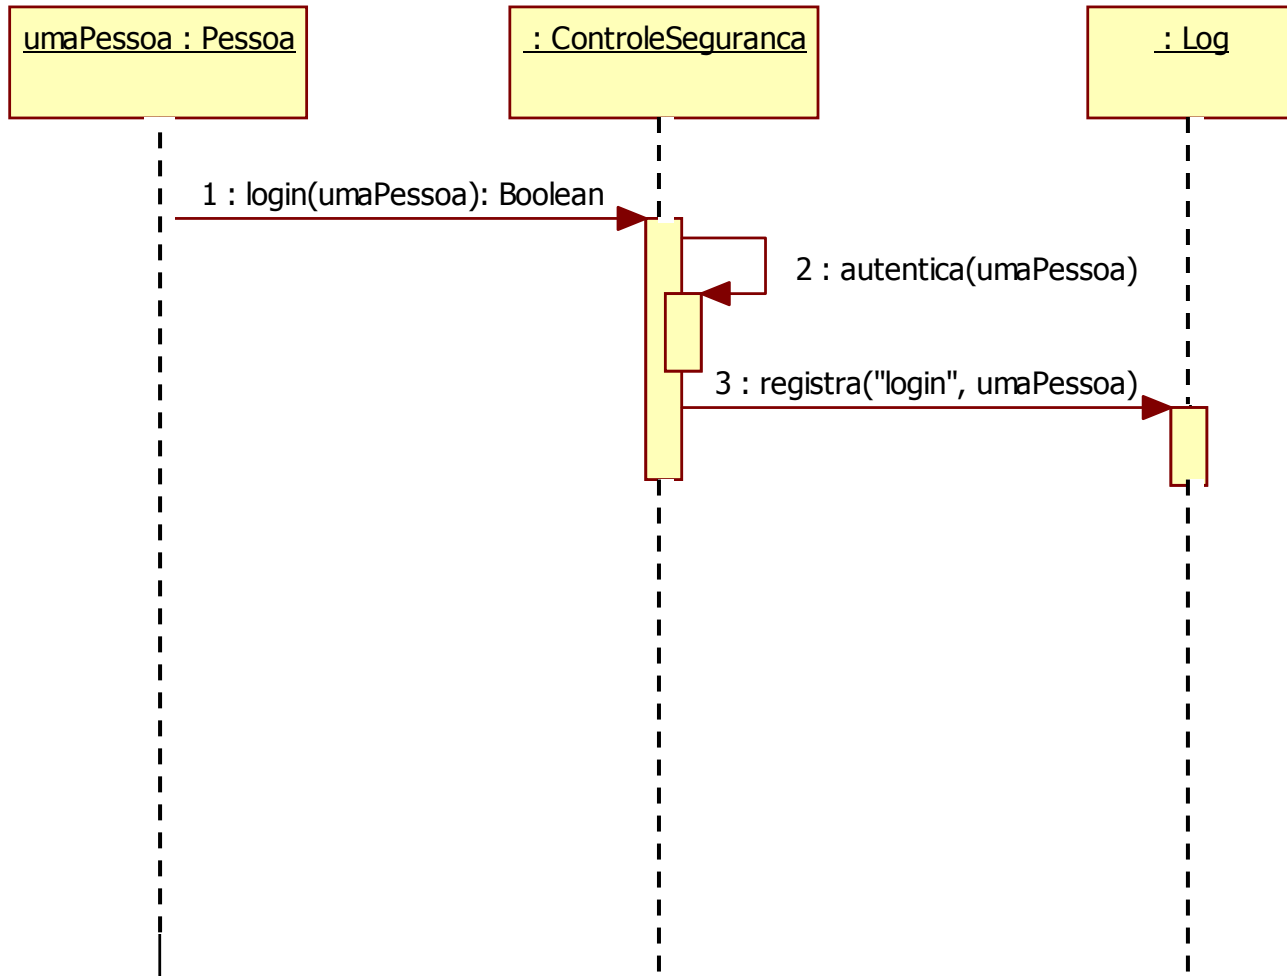 umaPessoa : Pessoa
: ControleSeguranca
: Log
1 : login(umaPessoa): Boolean
2 : autentica(umaPessoa)
3 : registra("login", umaPessoa)